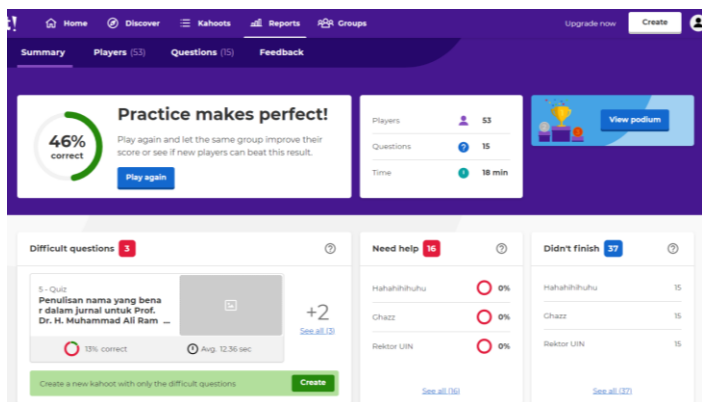 !
Home
Discover
Kahoots
Reports
Groups
Upgrade now
Create
Summary
Players (53)
Questions (15)
Feedback
46%
correct
Practice makes perfect!
Play again and let the same group improve their
score or see if new players can beat this result.
Play again
Players 53
Questions 15
Time 18 min
View podium
Difficult questions 3
5 - Quiz
Penulisan nama yang bena
r dalam jurnal untuk Prof.
Dr. H. Muhammad Ali Ram ...
13% correct
Avg. 12.36 sec
+2
See all (3)
Create a new kahoot with only the difficult questions
Create
Need help 16
Hahahihihuhu 0%
Ghazz 0%
Rektor UIN 0%
See all (16)
Didn't finish 37
Hahahihihuhu 15
Ghazz 15
Rektor UIN 15
See all (37)